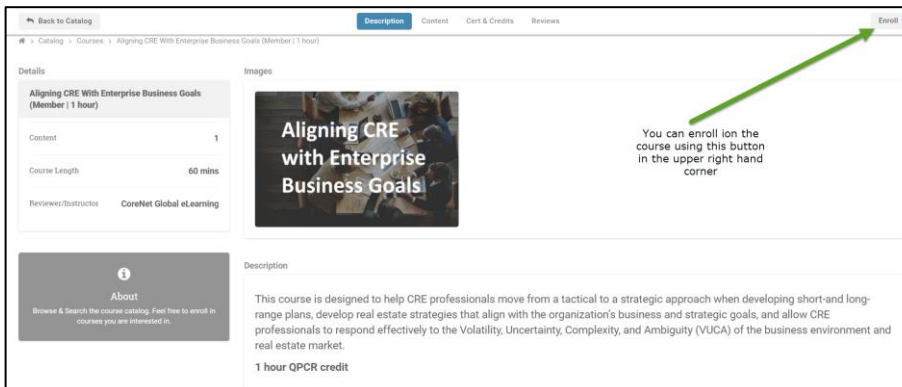 Back to Catalog
Description Content Cert & Credits Reviews
Enroll
> Catalog > Courses > Aligning CRE With Enterprise Business Goals (Member | 1 hour)
Details
Aligning CRE With Enterprise Business Goals
(Member | 1 hour)
Content 1
Course Length 60 mins
Reviewer/Instructor CoreNet Global eLearning
About
Browse & Search the course catalog. Feel free to enroll in
courses you are interested in.
Images
Aligning CRE
with Enterprise
Business Goals
You can enroll ion the
course using this button
in the upper right hand
corner
Description
This course is designed to help CRE professionals move from a tactical to a strategic approach when developing short-and long-
range plans, develop real estate strategies that align with the organization's business and strategic goals, and allow CRE
professionals to respond effectively to the Volatility, Uncertainty, Complexity, and Ambiguity (VUCA) of the business environment and
real estate market.
1 hour QPCR credit